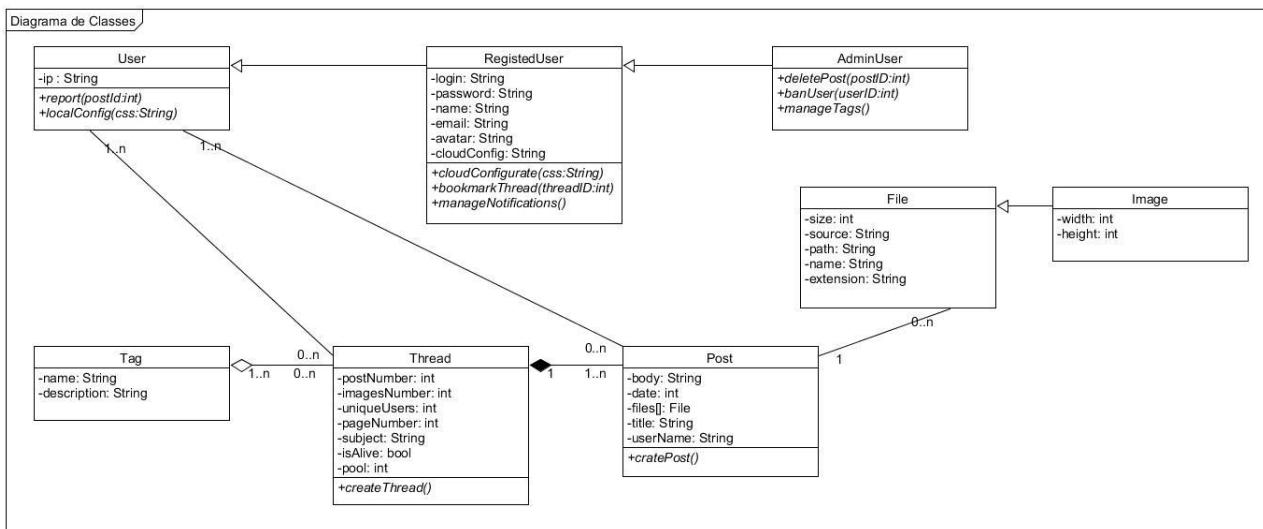 Diagrama de Classes
User
-ip : String
+report(postId:int)
+localConfig(css:String)
RegistedUser
-login: String
-password: String
-name: String
-email: String
-avatar: String
-cloudConfig: String
+cloudConfigurate(css:String)
+bookmarkThread(threadID:int)
+manageNotifications()
AdminUser
+deletePost(postID:int)
+banUser(userID:int)
+manageTags()
1..n
1..n
File
-size: int
-source: String
-path: String
-name: String
-extension: String
Image
-width: int
-height: int
0..n
1
Tag
-name: String
-description: String
1..n
0..n
0..n
Thread
-postNumber: int
-imagesNumber: int
-uniqueUsers: int
-pageNumber: int
-subject: String
-isAlive: bool
-pool: int
+createThread()
1
0..n
1..n
Post
-body: String
-date: int
-files[]: File
-title: String
-userName: String
+cratePost()